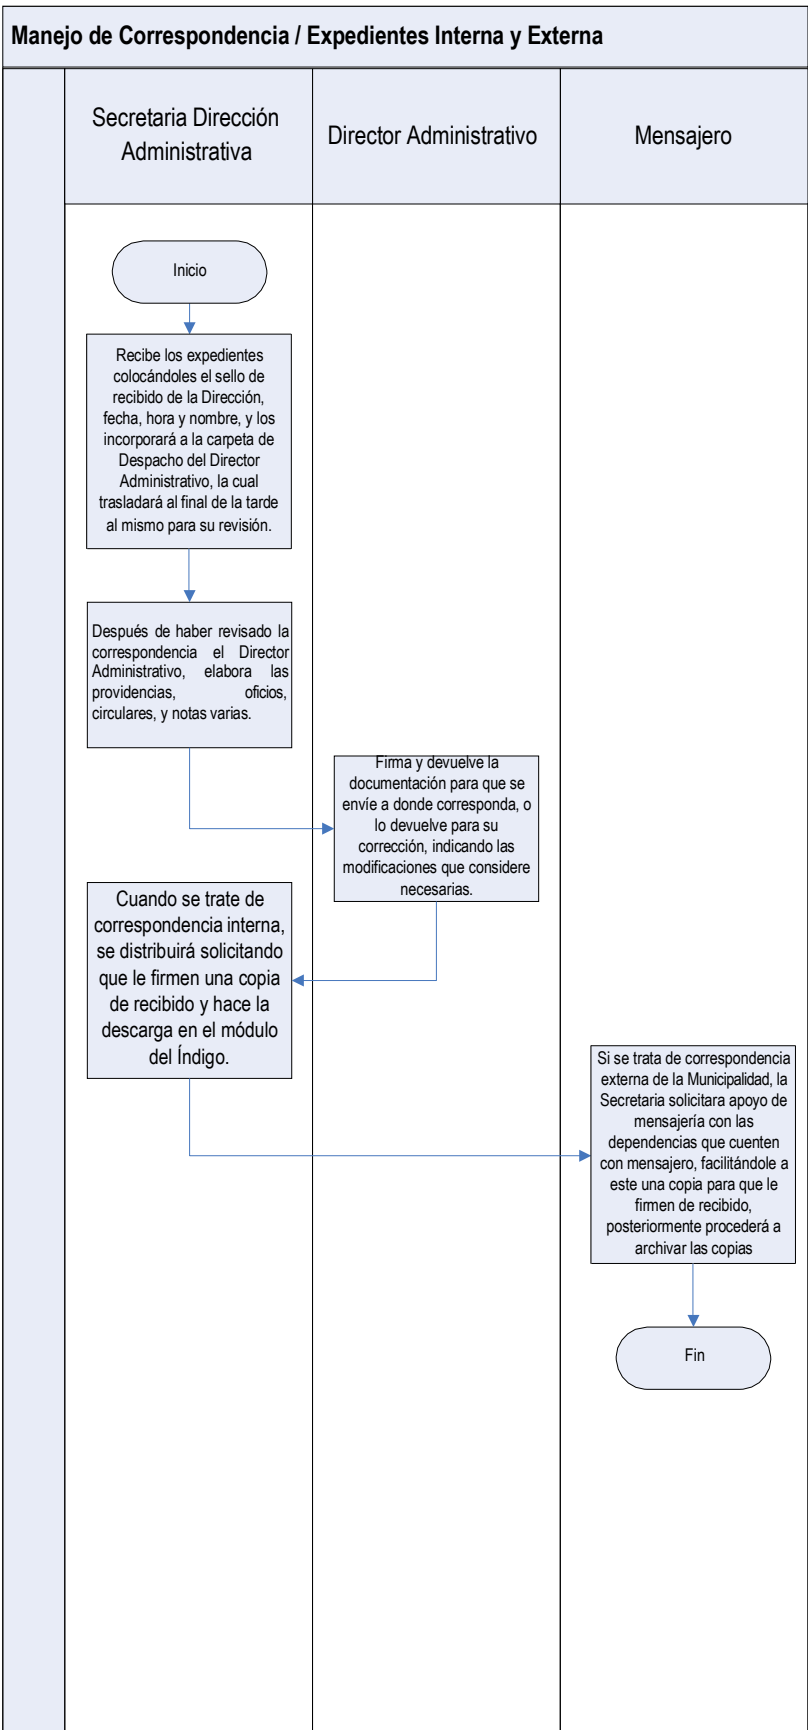 Manejo de Correspondencia / Expedientes Interna y Externa
Secretaria Dirección
Administrativa
Director Administrativo
Mensajero
Inicio
Recibe los expedientes
colocándoles el sello de
recibido de la Dirección,
fecha, hora y nombre, y los
incorporará a la carpeta de
Despacho del Director
Administrativo, la cual
trasladará al final de la tarde
al mismo para su revisión.
Después de haber revisado la
correspondencia el Director
Administrativo, elabora las
providencias, oficios,
circulares, y notas varias.
Firma y devuelve la
documentación para que se
envíe a donde corresponda, o
lo devuelve para su
corrección, indicando las
modificaciones que considere
necesarias.
Cuando se trate de
correspondencia interna,
se distribuirá solicitando
que le firmen una copia
de recibido y hace la
descarga en el módulo
del Índigo.
Si se trata de correspondencia
externa de la Municipalidad, la
Secretaria solicitara apoyo de
mensajería con las
dependencias que cuenten
con mensajero, facilitándole a
este una copia para que le
firmen de recibido,
posteriormente procederá a
archivar las copias
Fin